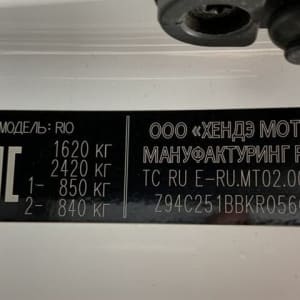 МОДЕЛЬ: RIO
1620 КГ
2420 КГ
1- 850 КГ
2- 840 КГ
ООО «ХЕНДЭ МОТ
МАНУФАКТУРИНГ Р
ТС RU E-RU.MT02.00
Z94C251BBKR056